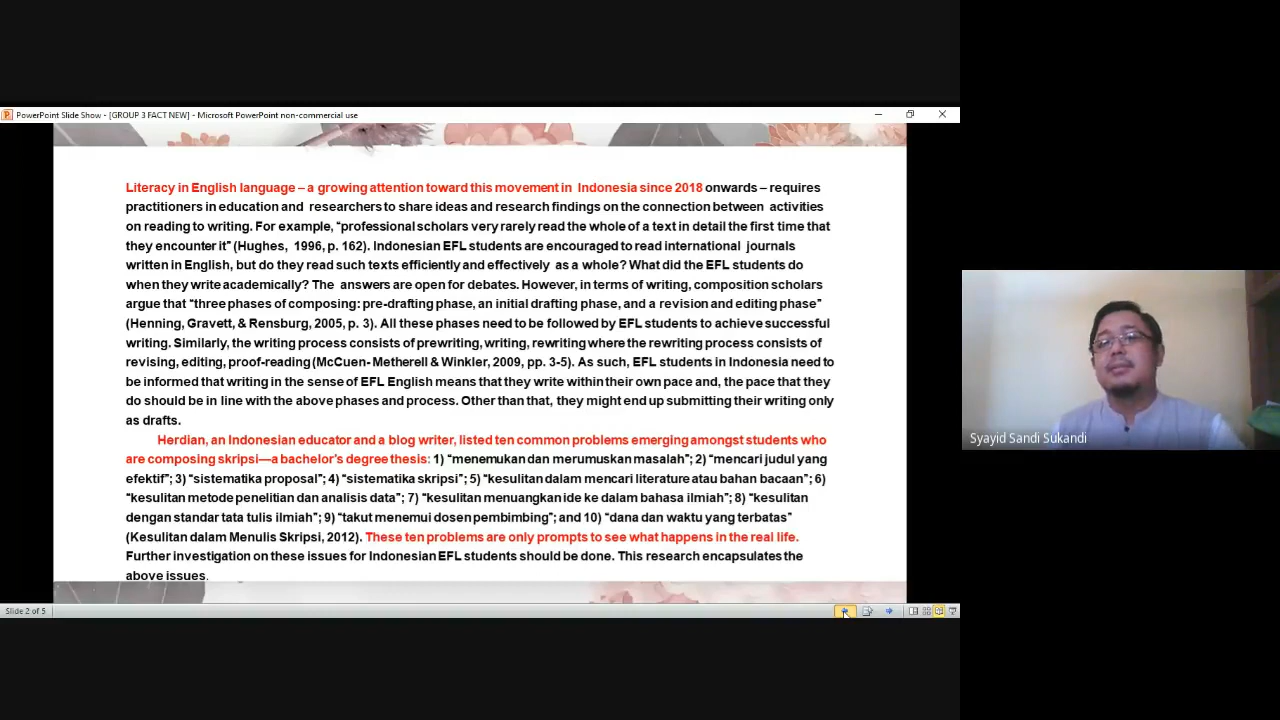 PowerPoint Slide Show - [GROUP 3 FACT NEW] - Microsoft PowerPoint non-commercial use
Literacy in English language – a growing attention toward this movement in Indonesia since 2018 onwards – requires
practitioners in education and researchers to share ideas and research findings on the connection between activities
on reading to writing. For example, “professional scholars very rarely read the whole of a text in detail the first time that
they encounter it” (Hughes, 1996, p. 162). Indonesian EFL students are encouraged to read international journals
written in English, but do they read such texts efficiently and effectively as a whole? What did the EFL students do
when they write academically? The answers are open for debates. However, in terms of writing, composition scholars
argue that “three phases of composing: pre-drafting phase, an initial drafting phase, and a revision and editing phase”
(Henning, Gravett, & Rensburg, 2005, p. 3). All these phases need to be followed by EFL students to achieve successful
writing. Similarly, the writing process consists of prewriting, writing, rewriting where the rewriting process consists of
revising, editing, proof-reading (McCuen- Metherell & Winkler, 2009, pp. 3-5). As such, EFL students in Indonesia need to
be informed that writing in the sense of EFL English means that they write within their own pace and, the pace that they
do should be in line with the above phases and process. Other than that, they might end up submitting their writing only
as drafts.
Herdian, an Indonesian educator and a blog writer, listed ten common problems emerging amongst students who
are composing skripsi—a bachelor’s degree thesis: 1) “menemukan dan merumuskan masalah”; 2) “mencari judul yang
efektif”; 3) “sistematika proposal”; 4) “sistematika skripsi”; 5) “kesulitan dalam mencari literature atau bahan bacaan”; 6)
“kesulitan metode penelitian dan analisis data”; 7) “kesulitan menuangkan ide ke dalam bahasa ilmiah”; 8) “kesulitan
dengan standar tata tulis ilmiah”; 9) “takut menemui dosen pembimbing”; and 10) “dana dan waktu yang terbatas”
(Kesulitan dalam Menulis Skripsi, 2012). These ten problems are only prompts to see what happens in the real life.
Further investigation on these issues for Indonesian EFL students should be done. This research encapsulates the
above issues.
Slide 2 of 5
Syayid Sandi Sukandi